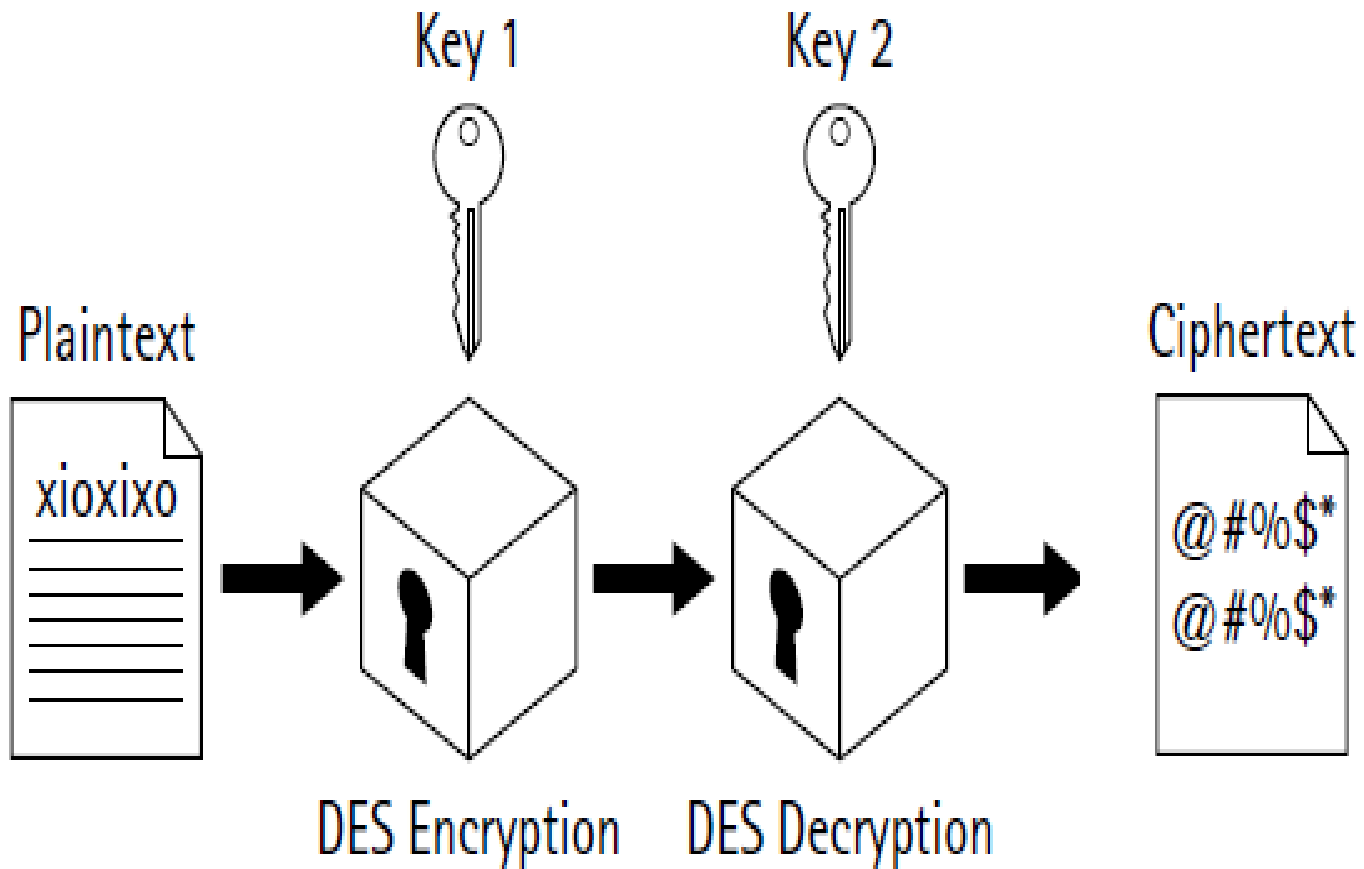 Key 1
Key 2
Plaintext
Ciphertext
xioxixo
@#%$*
@#%$*
DES Encryption
DES Decryption